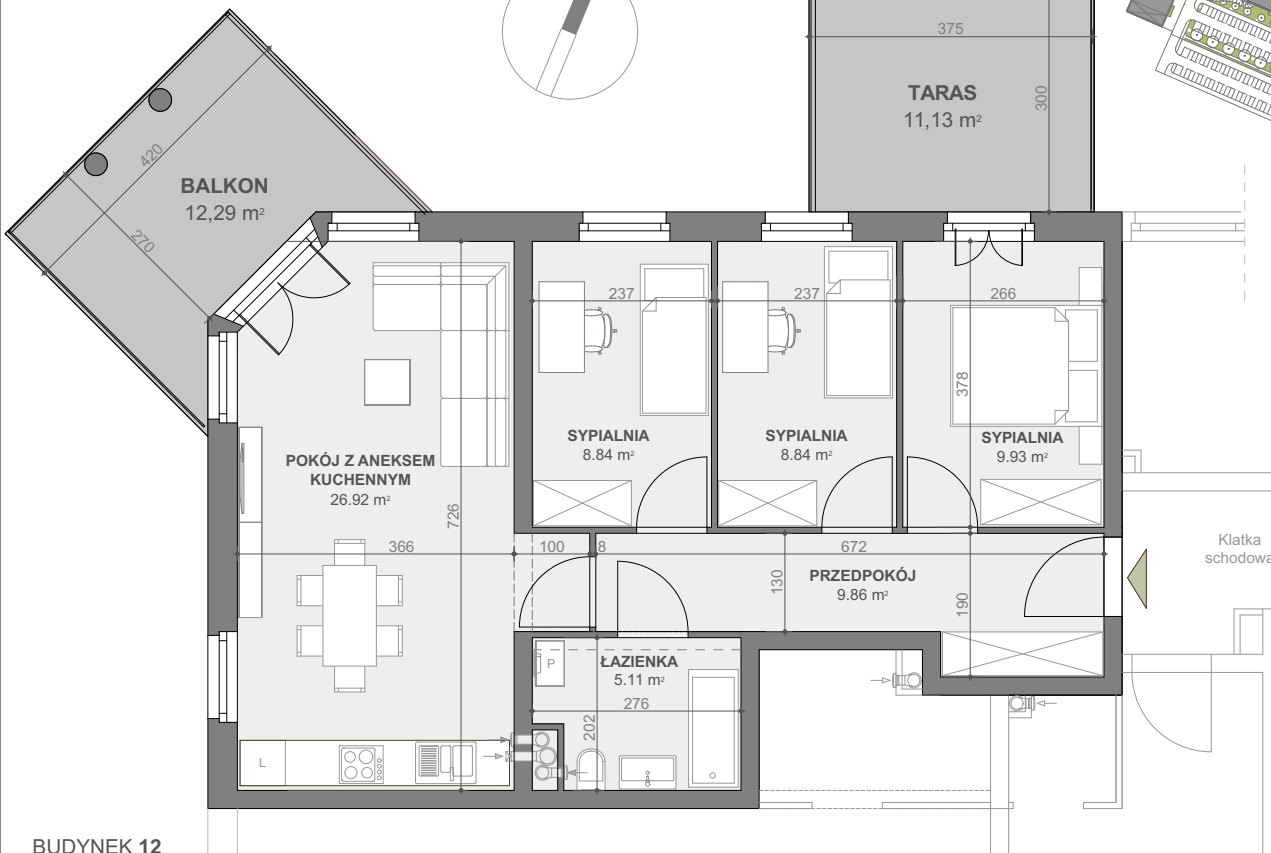 375
TARAS
11,13 m²
300
420
BALKON
12,29 m²
270
237
237
266
378
SYPIALNIA
8.84 m²
SYPIALNIA
8.84 m²
SYPIALNIA
9.93 m²
POKÓJ Z ANEKSEM
KUCHENNYM
26.92 m²
726
366
100
8
672
Klatka
schodowa
PRZEDPOKÓJ
9.86 m²
130
190
P
ŁAZIENKA
5.11 m²
276
202
L
BUDYNEK 12